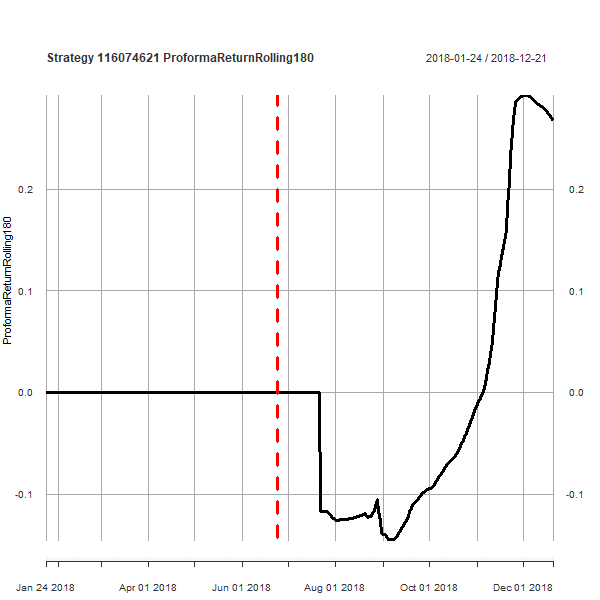 Strategy 116074621 ProformaReturnRolling180
2018-01-24 / 2018-12-21
ProformaReturnRolling180
0.2
0.1
0.0
-0.1
0.2
0.1
0.0
-0.1
Jan 24 2018
Apr 01 2018
Jun 01 2018
Aug 01 2018
Oct 01 2018
Dec 01 2018